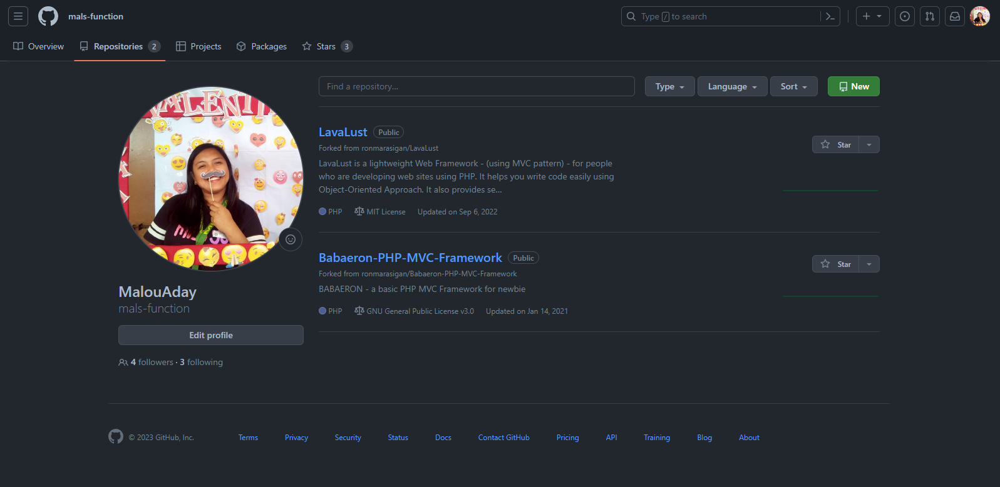 mals-function
Type / to search
Overview
Repositories 2
Projects
Packages
Stars 3
VALENTI
MalouAday
mals-function
Edit profile
4 followers · 3 following
Find a repository...
Type
Language
Sort
New
LavaLust Public
Forked from ronmarasigan/LavaLust
LavaLust is a lightweight Web Framework - (using MVC pattern) - for people
who are developing web sites using PHP. It helps you write code easily using
Object-Oriented Approach. It also provides se...
PHP MIT License Updated on Sep 6, 2022
Star
Babaeron-PHP-MVC-Framework Public
Forked from ronmarasigan/Babaeron-PHP-MVC-Framework
BABAERON - a basic PHP MVC Framework for newbie
PHP GNU General Public License v3.0 Updated on Jan 14, 2021
Star
© 2023 GitHub, Inc.
Terms
Privacy
Security
Status
Docs
Contact GitHub
Pricing
API
Training
Blog
About